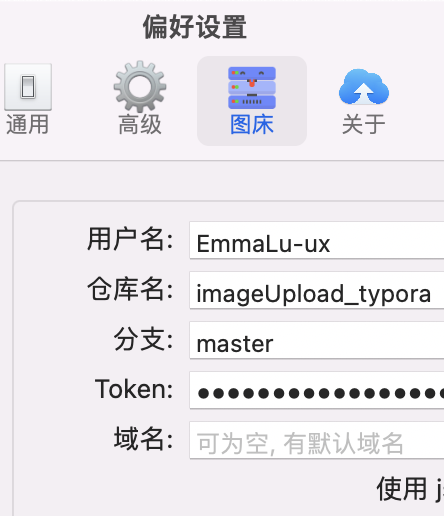 偏好设置
通用 高级 图床 关于
用户名: EmmaLu-ux
仓库名: imageUpload_typora
分支: master
Token: ●●●●●●●●●●●●●●●●●
域名: 可为空, 有默认域名
使用 j